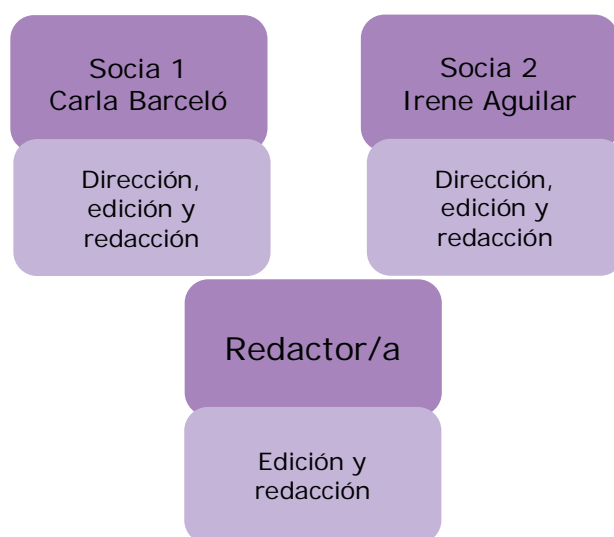 Socia 1
Carla Barceló
Dirección,
edición y
redacción
Socia 2
Irene Aguilar
Dirección,
edición y
redacción
Redactor/a
Edición y
redacción